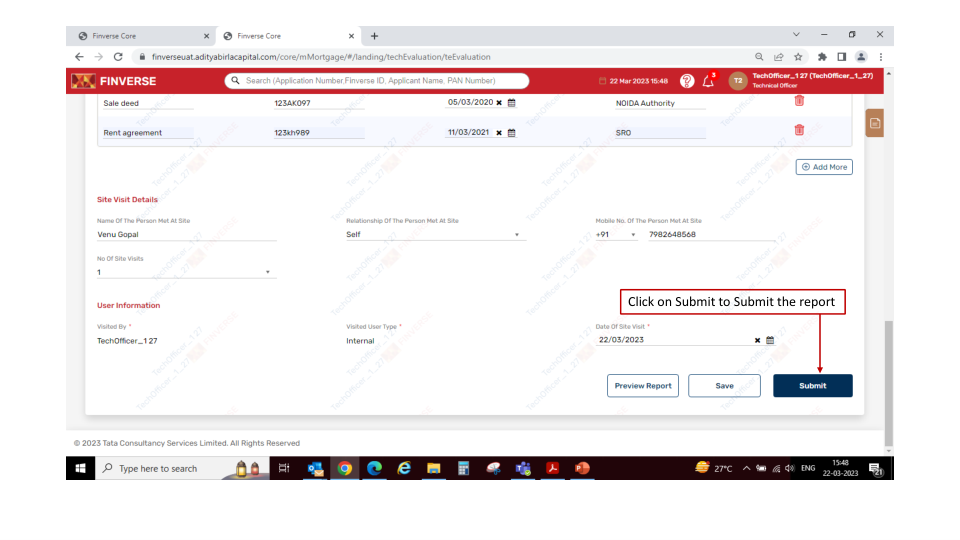 Finverse Core
Finverse Core
finverseuat.adityabirlacapital.com/core/mMortgage/#/landing/techEvaluation/teEvaluation
FINVERSE
Search (Application Number,Finverse ID, Applicant Name, PAN Number)
22 Mar 2023 15:48
3
T2
TechOfficer_1 27 (TechOfficer_1_27)
Technical Officer
Sale deed 123AK097 05/03/2020 NOIDA Authority
Rent agreement 123kh989 11/03/2021 SRO
Add More
Site Visit Details
Name Of The Person Met At Site Relationship Of The Person Met At Site Mobile No. Of The Person Met At Site
Venu Gopal Self +91 7982648568
No Of Site Visits
1
Click on Submit to Submit the report
User Information
Visited By * Visited User Type * Date Of Site Visit *
TechOfficer_1 27 Internal 22/03/2023
Preview Report Save Submit
© 2023 Tata Consultancy Services Limited. All Rights Reserved
Type here to search
27°C ENG
15:48
22-03-2023
21